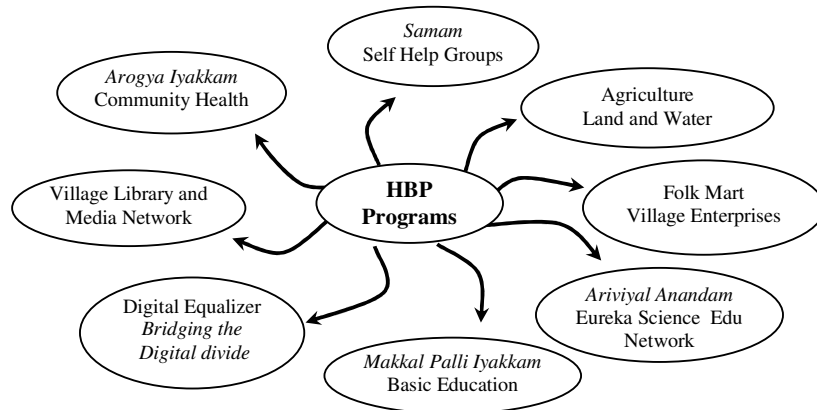 Samam
Self Help Groups
Arogya Iyakkam
Community Health
Agriculture
Land and Water
Village Library and
Media Network
HBP
Programs
Folk Mart
Village Enterprises
Digital Equalizer
Bridging the
Digital divide
Ariviyal Anandam
Eureka Science Edu
Network
Makkal Palli Iyakkam
Basic Education